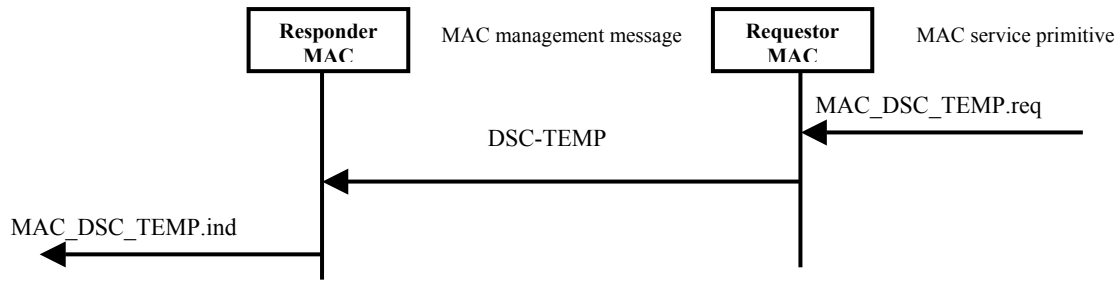 Responder
MAC
MAC management message
Requestor
MAC
MAC service primitive
MAC_DSC_TEMP.req
DSC-TEMP
MAC_DSC_TEMP.ind